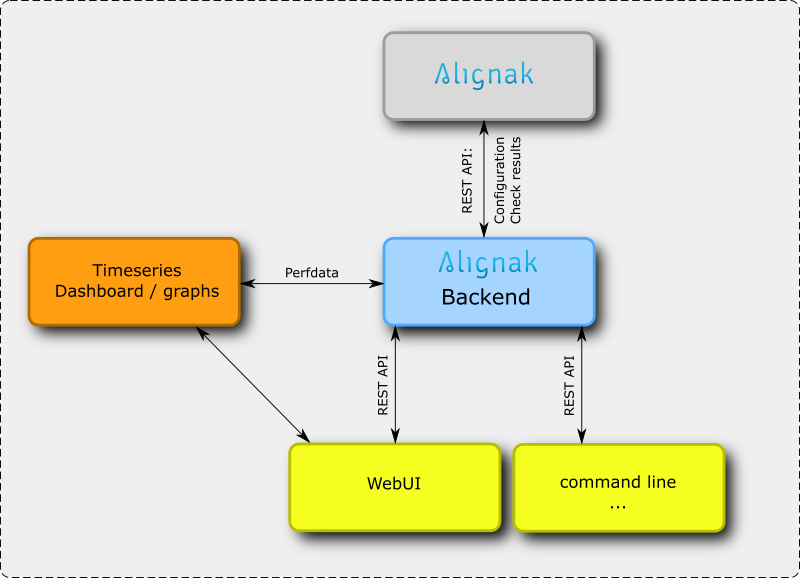 Alignak
REST API:
Configuration
Check results
Timeseries
Dashboard / graphs
Perfdata
Alignak
Backend
REST API
REST API
WebUI
command line
...